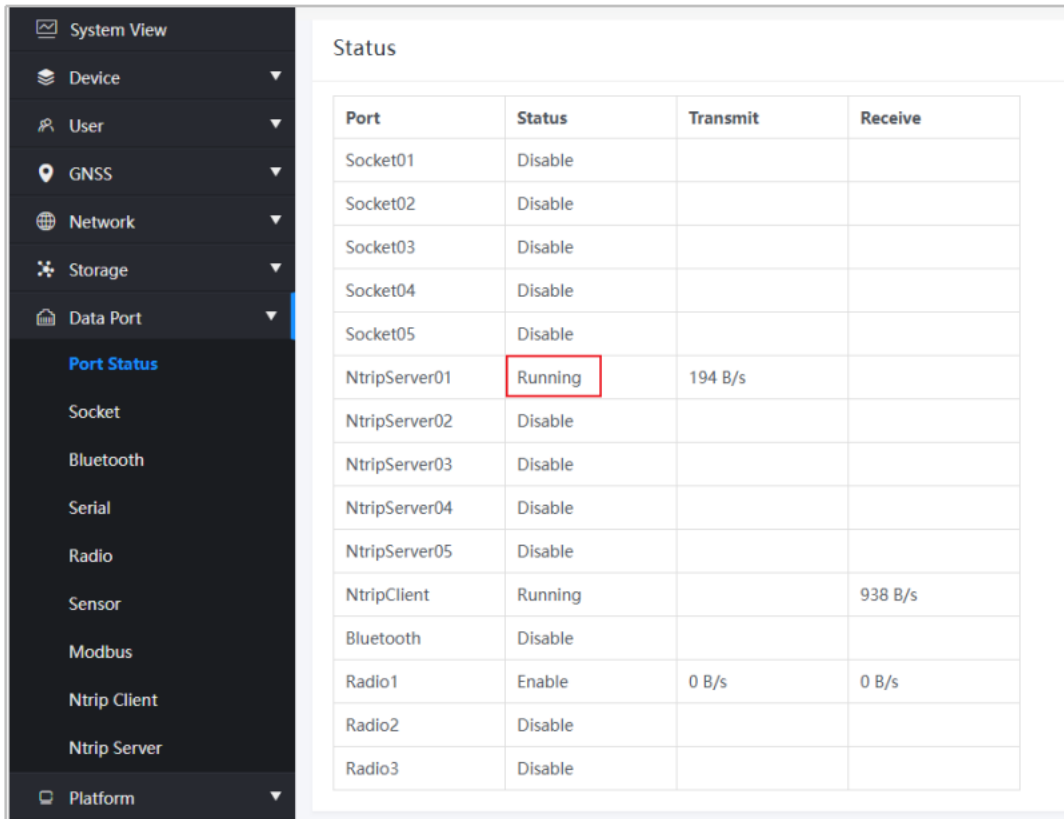 System View
Device
User
GNSS
Network
Storage
Data Port
Port Status
Socket
Bluetooth
Serial
Radio
Sensor
Modbus
Ntrip Client
Ntrip Server
Platform
Status
Port Status Transmit Receive
Socket01 Disable
Socket02 Disable
Socket03 Disable
Socket04 Disable
Socket05 Disable
NtripServer01 Running 194 B/s
NtripServer02 Disable
NtripServer03 Disable
NtripServer04 Disable
NtripServer05 Disable
NtripClient Running 938 B/s
Bluetooth Disable
Radio1 Enable 0 B/s 0 B/s
Radio2 Disable
Radio3 Disable